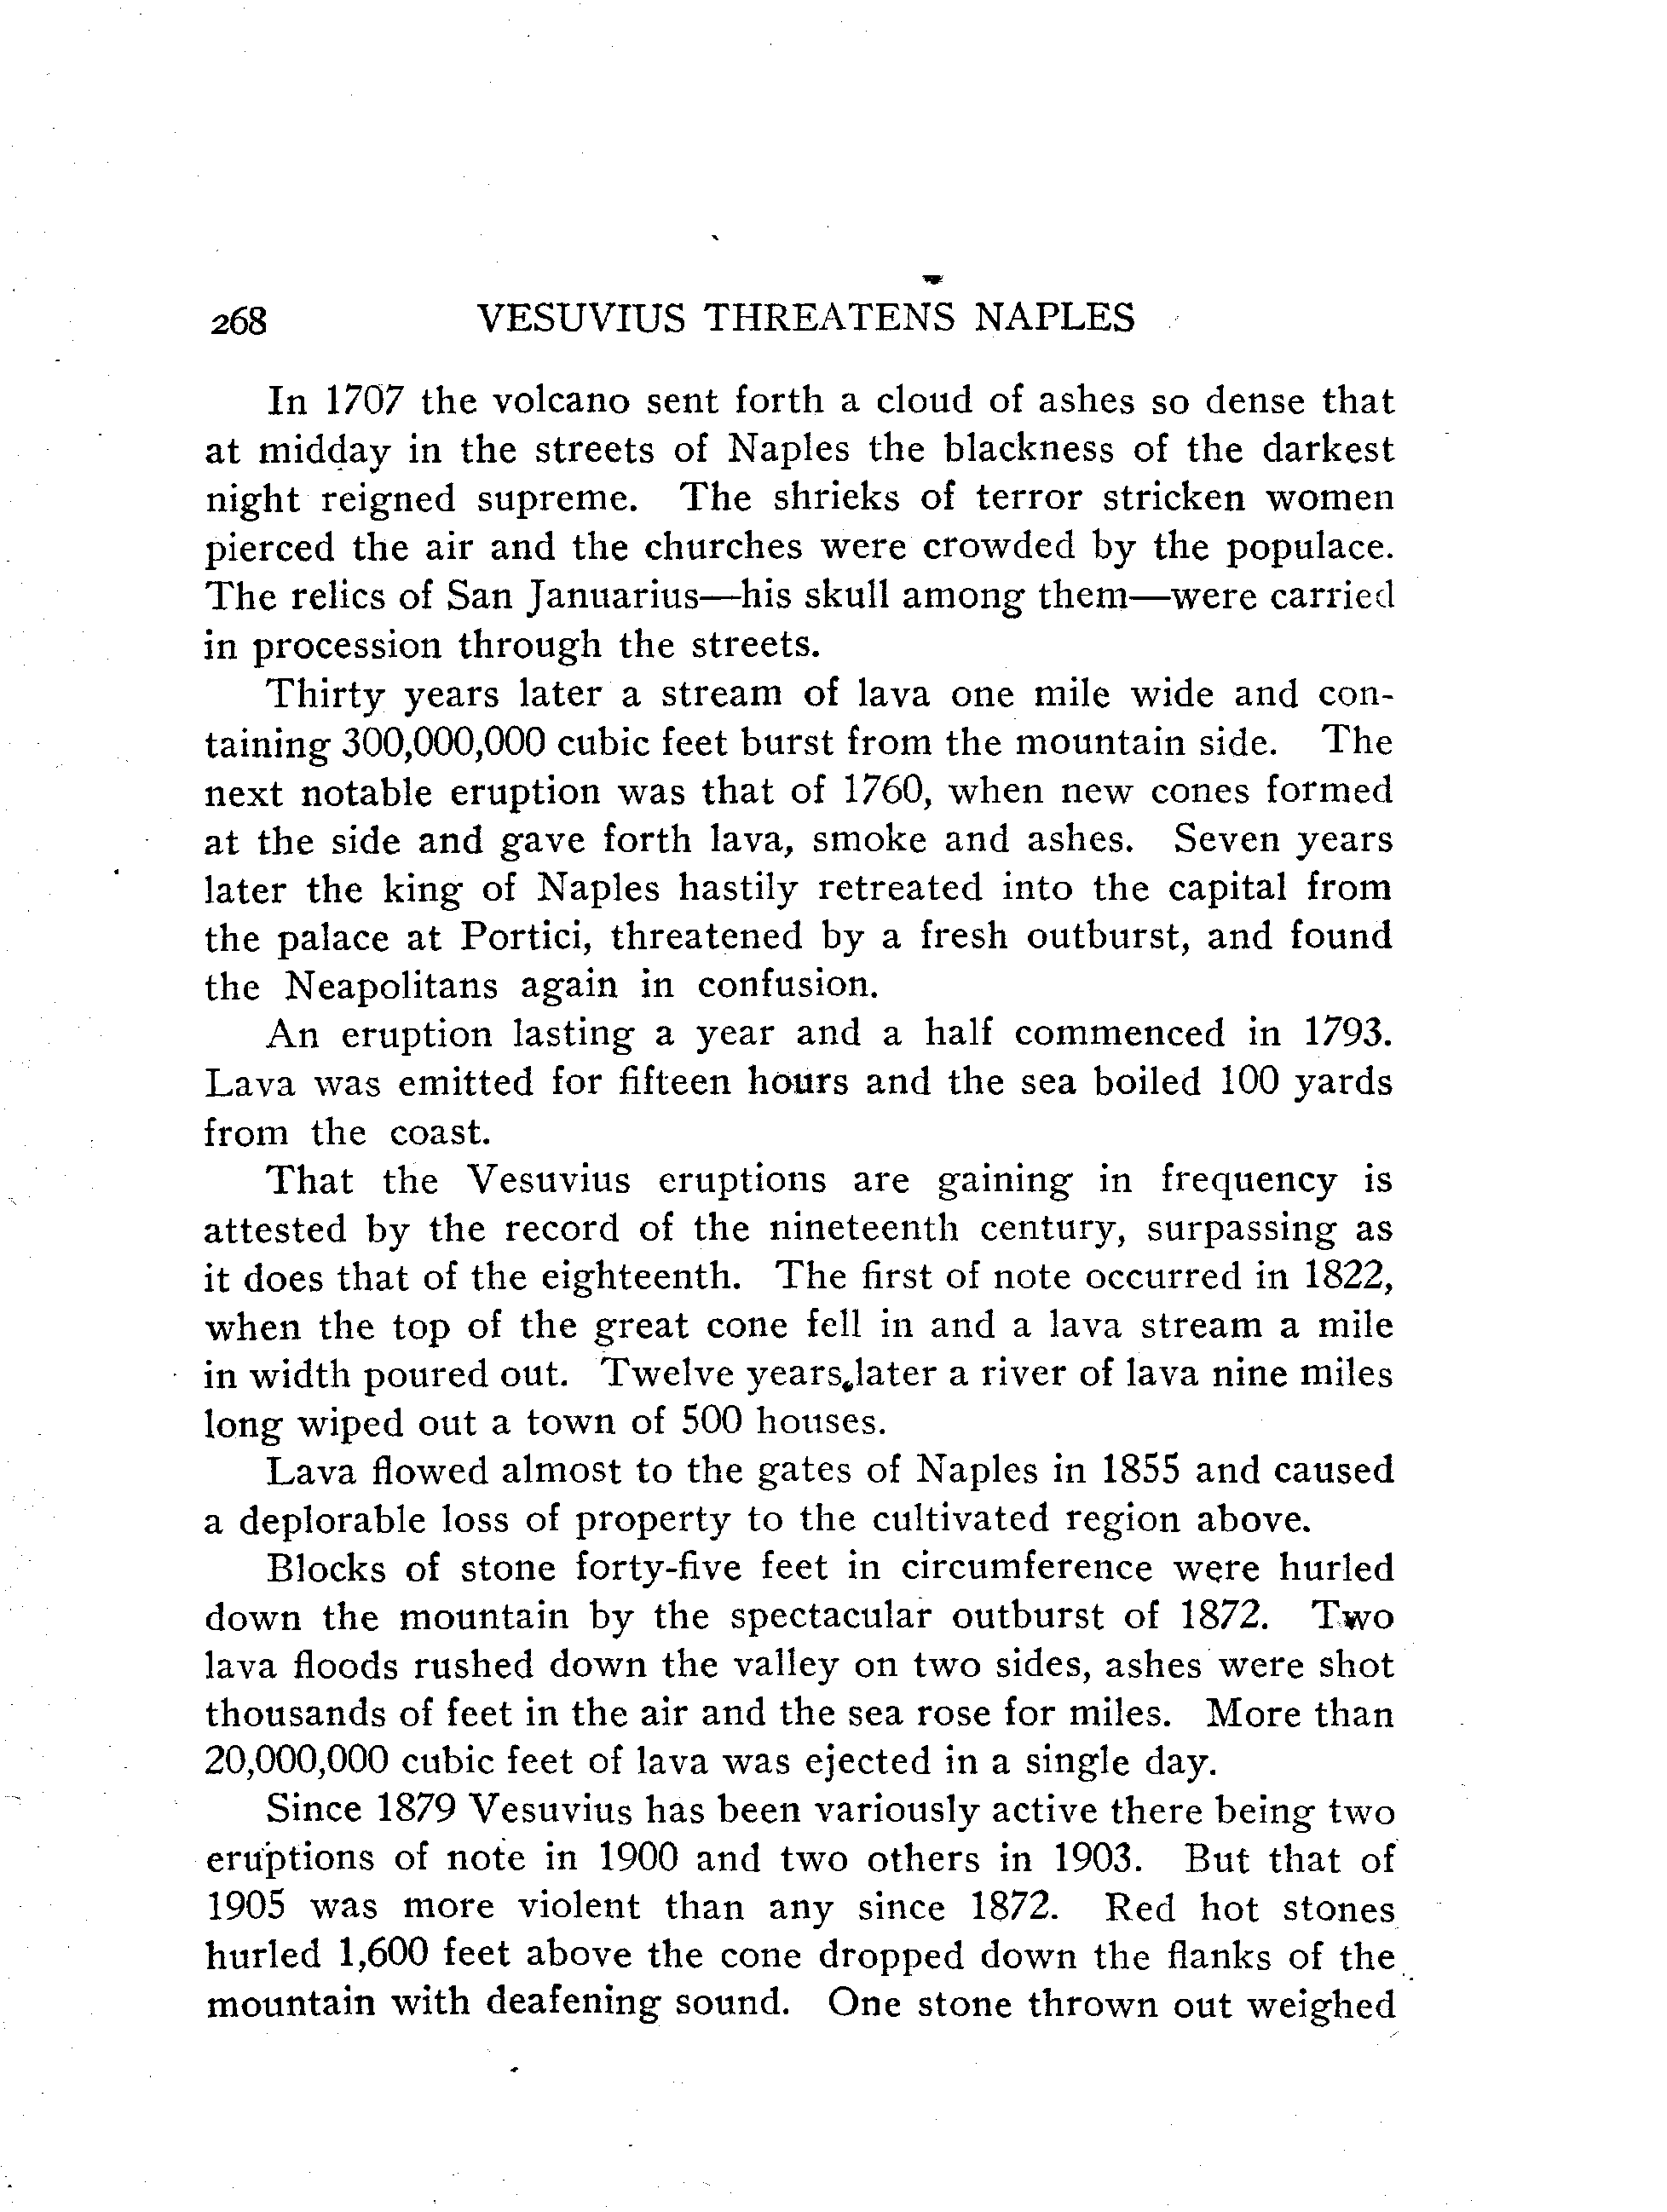 268 VESUVIUS THREATENS NAPLES
In 1707 the volcano sent forth a cloud of ashes so dense that
at midday in the streets of Naples the blackness of the darkest
night reigned supreme. The shrieks of terror stricken women
pierced the air and the churches were crowded by the populace.
The relics of San Januarius—his skull among them—were carried
in procession through the streets.
Thirty years later a stream of lava one mile wide and con-
taining 300,000,000 cubic feet burst from the mountain side. The
next notable eruption was that of 1760, when new cones formed
at the side and gave forth lava, smoke and ashes. Seven years
later the king of Naples hastily retreated into the capital from
the palace at Portici, threatened by a fresh outburst, and found
the Neapolitans again in confusion.
An eruption lasting a year and a half commenced in 1793.
Lava was emitted for fifteen hours and the sea boiled 100 yards
from the coast.
That the Vesuvius eruptions are gaining in frequency is
attested by the record of the nineteenth century, surpassing as
it does that of the eighteenth. The first of note occurred in 1822,
when the top of the great cone fell in and a lava stream a mile
in width poured out. Twelve years later a river of lava nine miles
long wiped out a town of 500 houses.
Lava flowed almost to the gates of Naples in 1855 and caused
a deplorable loss of property to the cultivated region above.
Blocks of stone forty-five feet in circumference were hurled
down the mountain by the spectacular outburst of 1872. Two
lava floods rushed down the valley on two sides, ashes were shot
thousands of feet in the air and the sea rose for miles. More than
20,000,000 cubic feet of lava was ejected in a single day.
Since 1879 Vesuvius has been variously active there being two
eruptions of note in 1900 and two others in 1903. But that of
1905 was more violent than any since 1872. Red hot stones
hurled 1,600 feet above the cone dropped down the flanks of the
mountain with deafening sound. One stone thrown out weighed